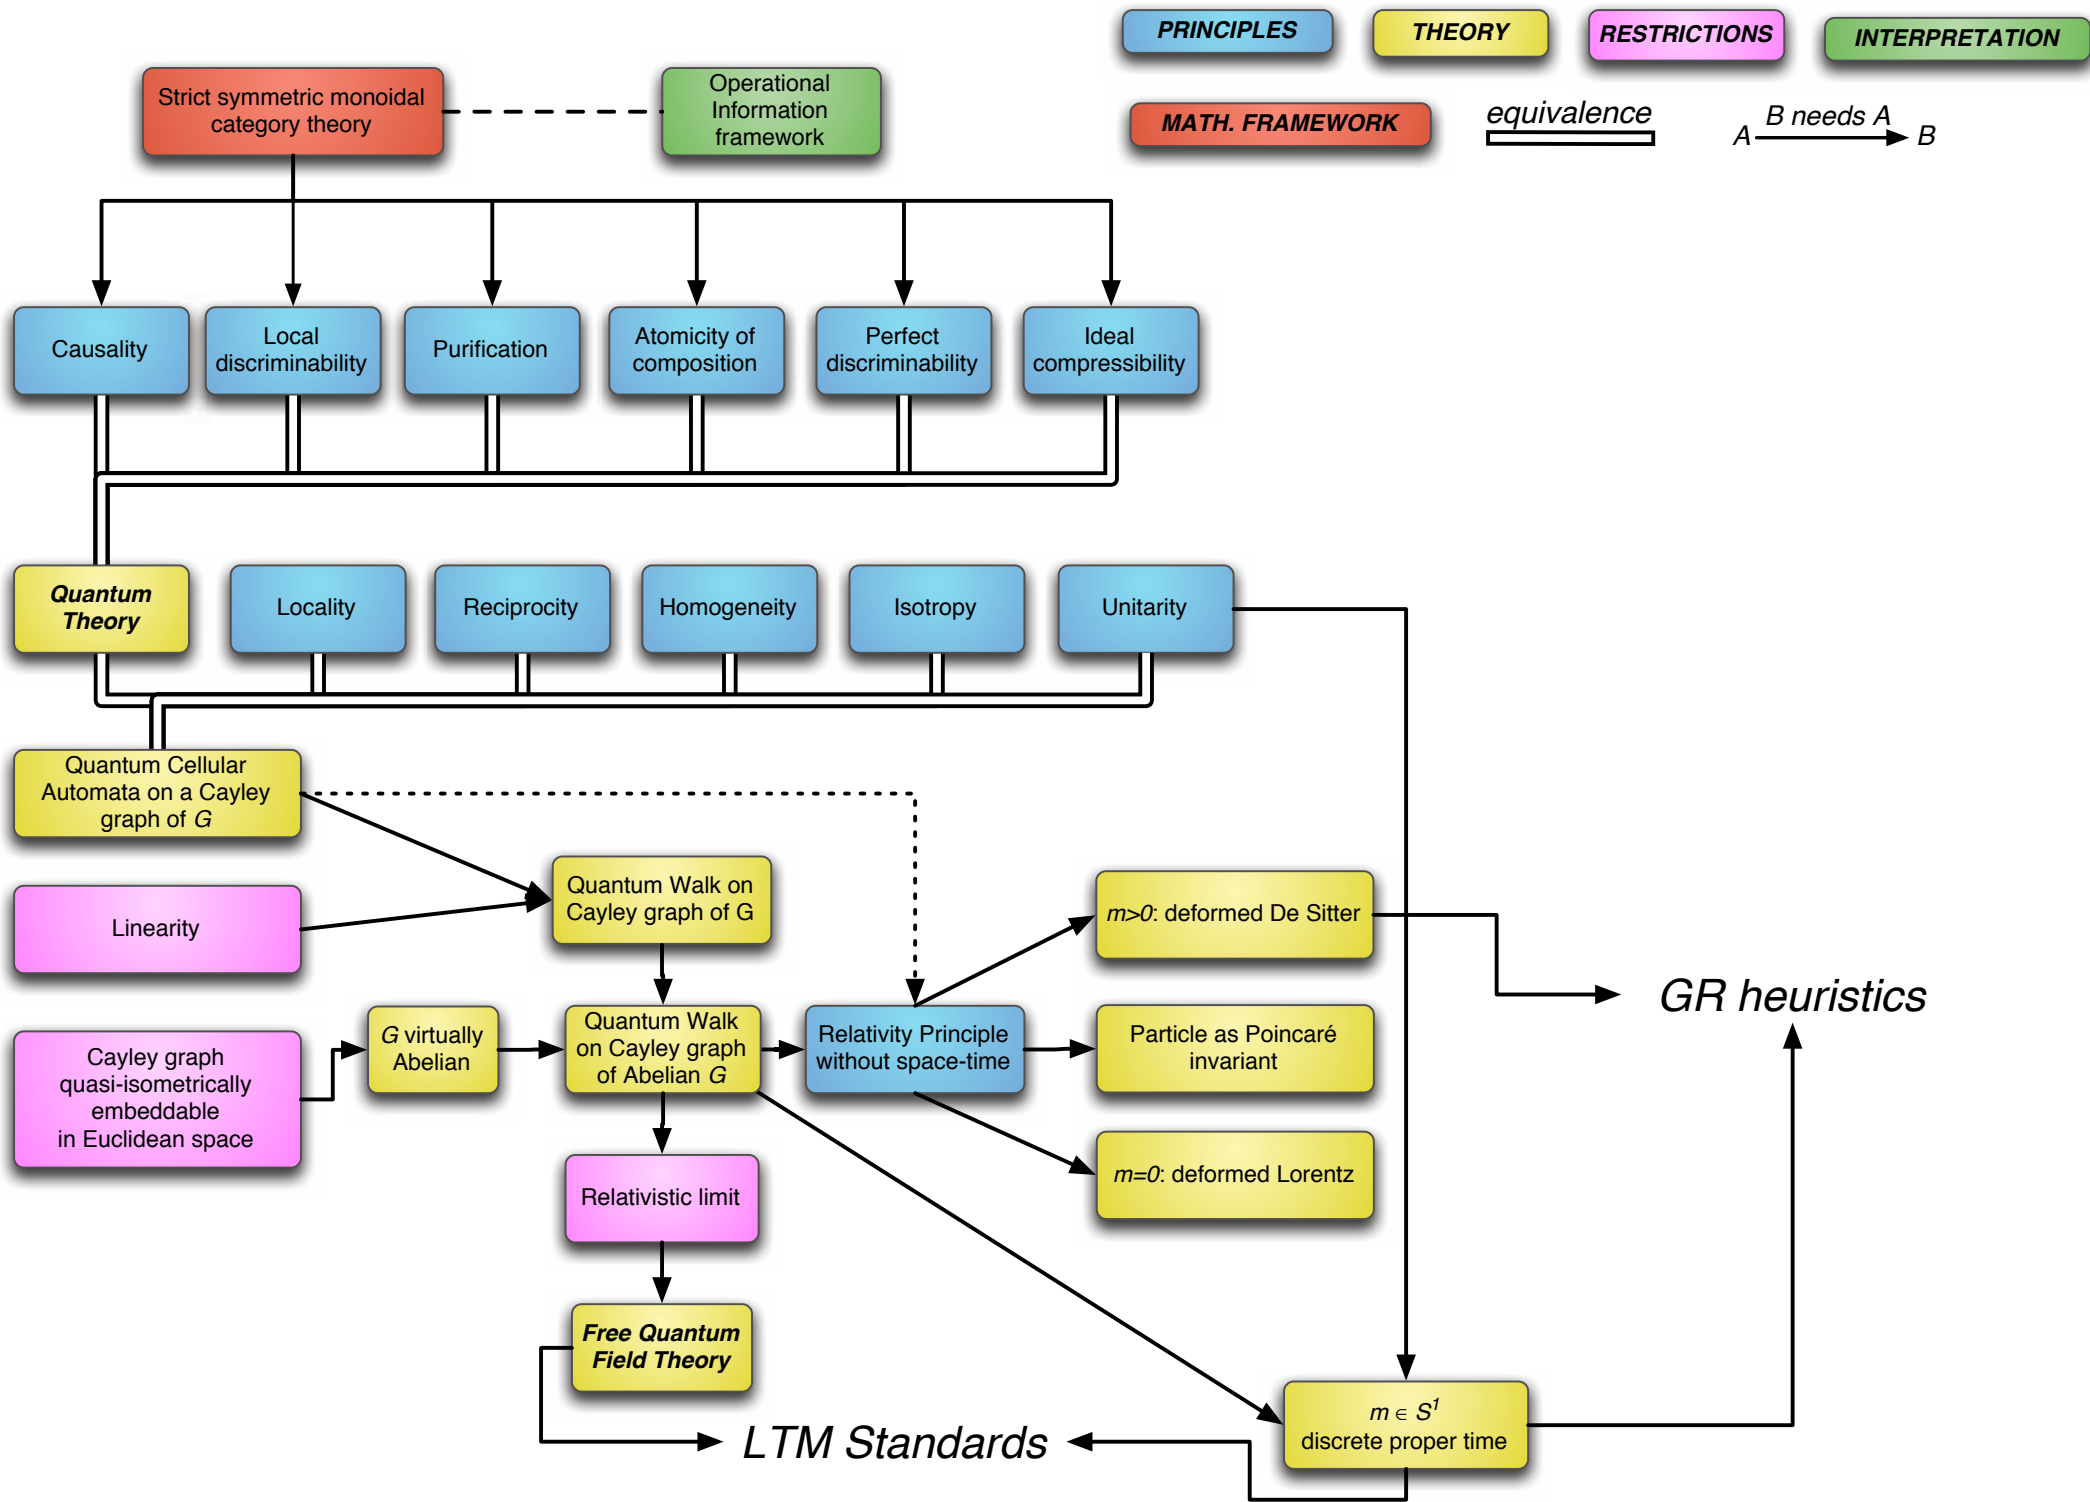 PRINCIPLES
THEORY
RESTRICTIONS
INTERPRETATION
MATH. FRAMEWORK
equivalence
B needs A
A
B
Strict symmetric monoidal
category theory
Operational
Information
framework
Causality
Local
discriminability
Purification
Atomicity of
composition
Perfect
discriminability
Ideal
compressibility
Quantum
Theory
Locality
Reciprocity
Homogeneity
Isotropy
Unitarity
Quantum Cellular
Automata on a Cayley
graph of G
Linearity
Quantum Walk on
Cayley graph of G
m>0: deformed De Sitter
GR heuristics
Cayley graph
quasi-isometrically
embeddable
in Euclidean space
G virtually
Abelian
Quantum Walk
on Cayley graph
of Abelian G
Relativity Principle
without space-time
Particle as Poincaré
invariant
m=0: deformed Lorentz
Relativistic limit
Free Quantum
Field Theory
LTM Standards
m ∈ S¹
discrete proper time